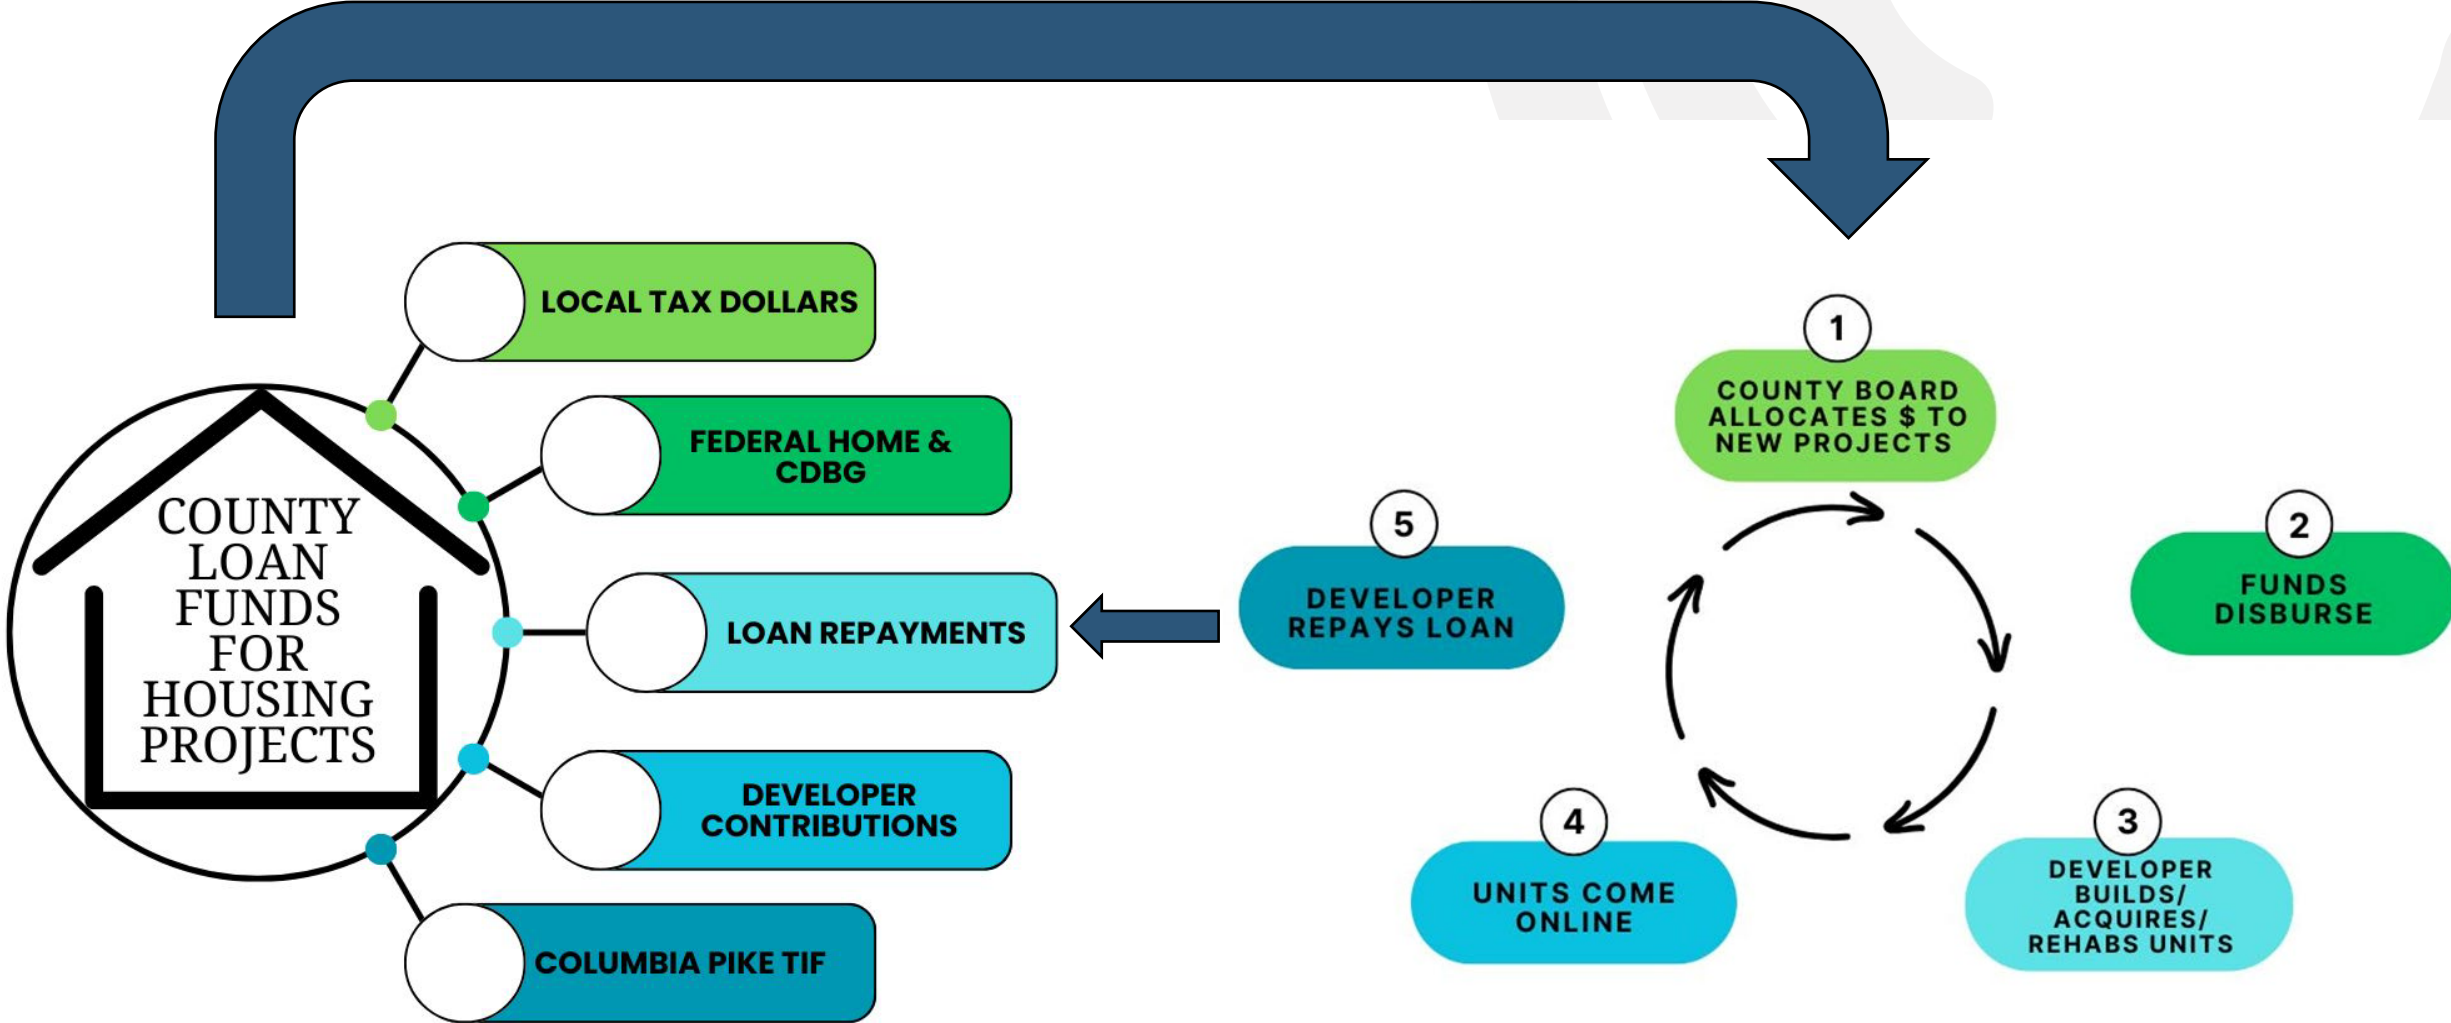 COUNTY
LOAN
FUNDS
FOR
HOUSING
PROJECTS
LOCAL TAX DOLLARS
FEDERAL HOME &
CDBG
LOAN REPAYMENTS
DEVELOPER
CONTRIBUTIONS
COLUMBIA PIKE TIF
1
COUNTY BOARD
ALLOCATES $ TO
NEW PROJECTS
2
FUNDS
DISBURSE
3
DEVELOPER
BUILDS/
ACQUIRES/
REHABS UNITS
4
UNITS COME
ONLINE
5
DEVELOPER
REPAYS LOAN